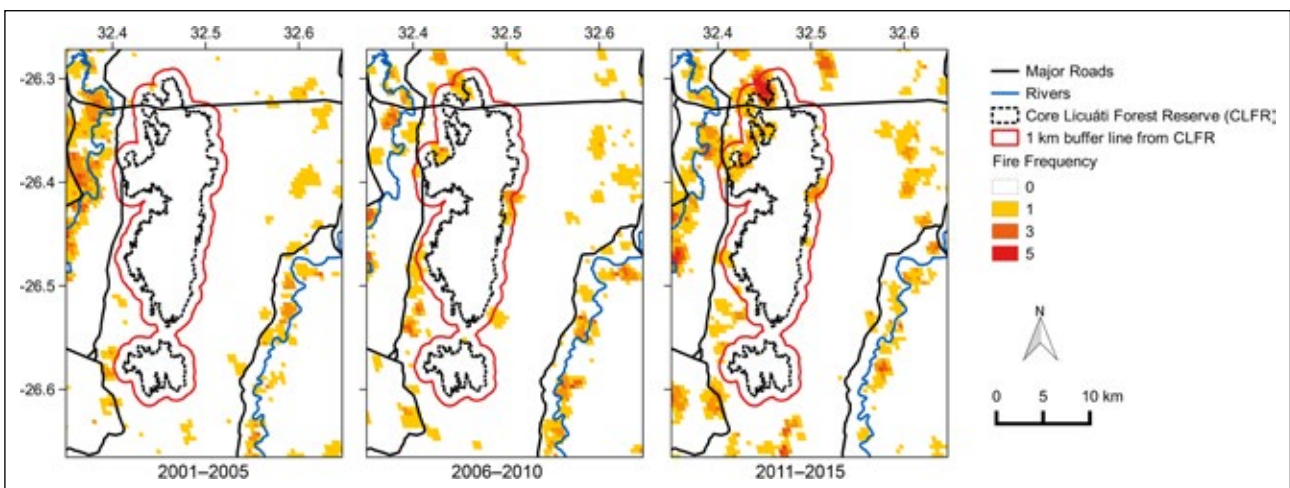 32.4 32.5 32.6 32.4 32.5 32.6 32.4 32.5 32.6
-26.3
-26.4
-26.5
-26.6
2001–2005 2006–2010 2011–2015
Major Roads
Rivers
Core Licuáti Forest Reserve (CLFR)
1 km buffer line from CLFR
Fire Frequency
0
1
3
5
N
0 5 10 km